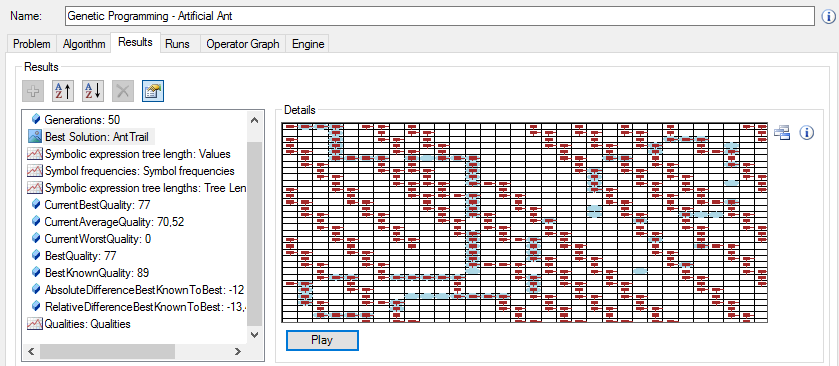 Name: Genetic Programming - Artificial Ant
Problem Algorithm Results Runs Operator Graph Engine
Results
Generations: 50
Best Solution: AntTrail
Symbolic expression tree length: Values
Symbol frequencies: Symbol frequencies
Symbolic expression tree lengths: Tree Len
CurrentBestQuality: 77
CurrentAverageQuality: 70,52
CurrentWorstQuality: 0
BestQuality: 77
BestKnownQuality: 89
AbsoluteDifferenceBestKnownToBest: -12
RelativeDifferenceBestKnownToBest: -13,4
Qualities: Qualities
Details
Play